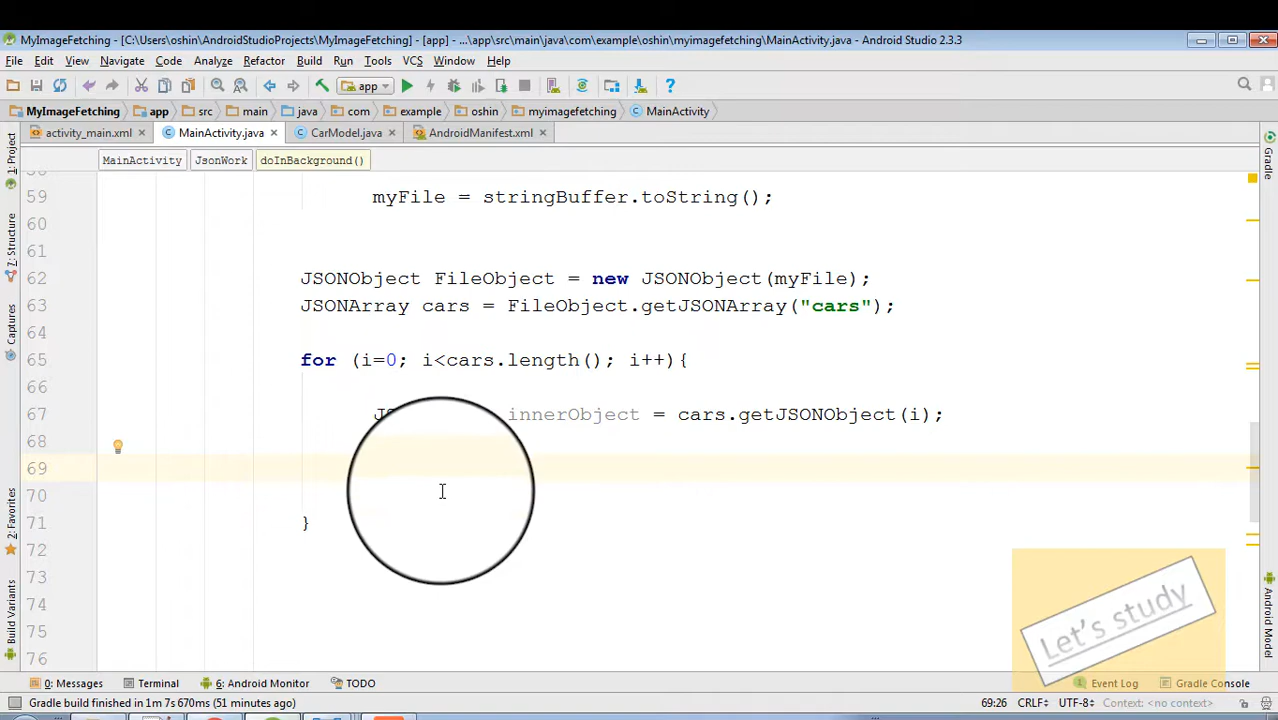 MyImageFetching - [C:\Users\oshin\AndroidStudioProjects\MyImageFetching] - [app] - ...\app\src\main\java\com\example\oshin\myimagefetching\MainActivity.java - Android Studio 2.3.3
File Edit View Navigate Code Analyze Refactor Build Run Tools VCS Window Help
app
MyImageFetching app src main java com example oshin myimagefetching MainActivity
activity_main.xml MainActivity.java CarModel.java AndroidManifest.xml
MainActivity JsonWork doInBackground()
1: Project
7: Structure
Captures
2: Favorites
Build Variants
59 myFile = stringBuffer.toString();
60
61
62 JSONObject FileObject = new JSONObject(myFile);
63 JSONArray cars = FileObject.getJSONArray("cars");
64
65 for (i=0; i<cars.length(); i++){
66
67 innerObject = cars.getJSONObject(i);
68
69
70
71 }
72
73
74
75
76
Gradle
Android Model
Let's study
0: Messages Terminal 6: Android Monitor TODO Event Log Gradle Console
Gradle build finished in 1m 7s 670ms (51 minutes ago) 69:26 CRLF÷ UTF-8÷ Context: <no context>